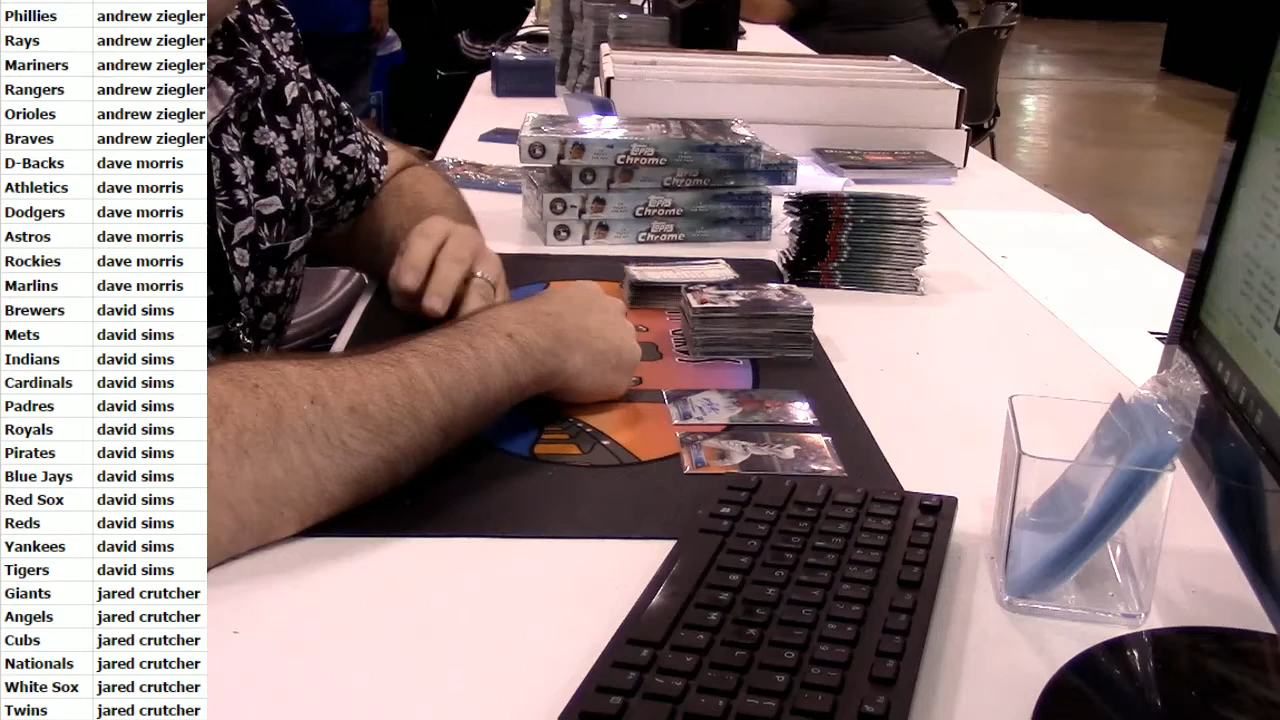 Phillies andrew ziegler
Rays andrew ziegler
Mariners andrew ziegler
Rangers andrew ziegler
Orioles andrew ziegler
Braves andrew ziegler
D-Backs dave morris
Athletics dave morris
Dodgers dave morris
Astros dave morris
Rockies dave morris
Marlins dave morris
Brewers david sims
Mets david sims
Indians david sims
Cardinals david sims
Padres david sims
Royals david sims
Pirates david sims
Blue Jays david sims
Red Sox david sims
Reds david sims
Yankees david sims
Tigers david sims
Giants jared crutcher
Angels jared crutcher
Cubs jared crutcher
Nationals jared crutcher
White Sox jared crutcher
Twins jared crutcher
Topps
Chrome
Topps
Chrome
Topps
Chrome
Topps
Chrome